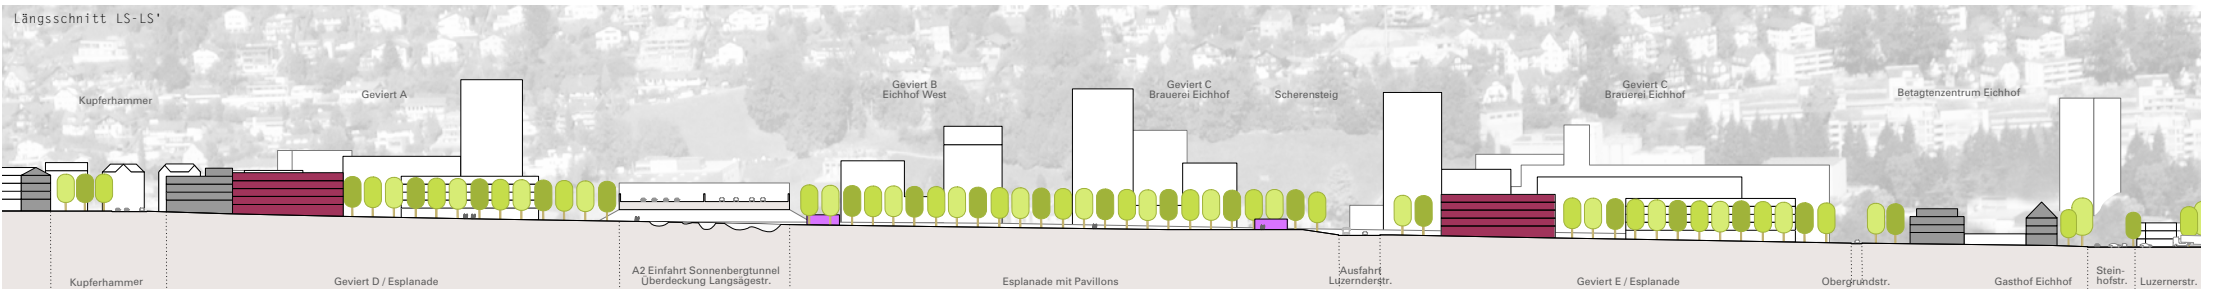 Längsschnitt LS-LS'
Kupferhammer
Geviert A
Geviert B
Eichhof West
Geviert C
Brauerei Eichhof
Scherensteig
Geviert C
Brauerei Eichhof
Betagtenzentrum Eichhof
Kupferhammer
Geviert D / Esplanade
A2 Einfahrt Sonnenbergtunnel
Überdeckung Langsägestr.
Esplanade mit Pavillons
Ausfahrt
Luzernderstr.
Geviert E / Esplanade
Obergrundstr.
Gasthof Eichhof
Stein-
hofstr.
Luzernerstr.